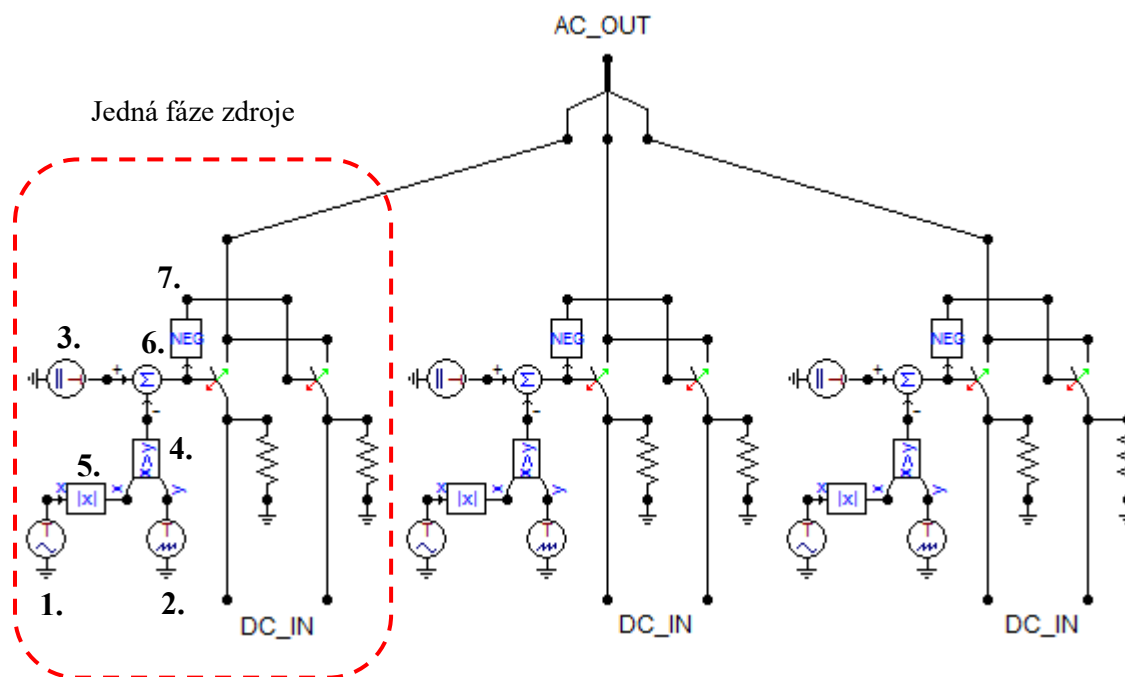 AC_OUT
Jedná fáze zdroje
7.
3.
6.
NEG
NEG
NEG
+
Σ
+
Σ
+
Σ
-
-
-
4.
x>y
x>y
x>y
5.
x
|x|
x
y
x
|x|
x
y
x
|x|
x
y
T
T
T
T
T
T
1.
2.
DC_IN
DC_IN
DC_IN